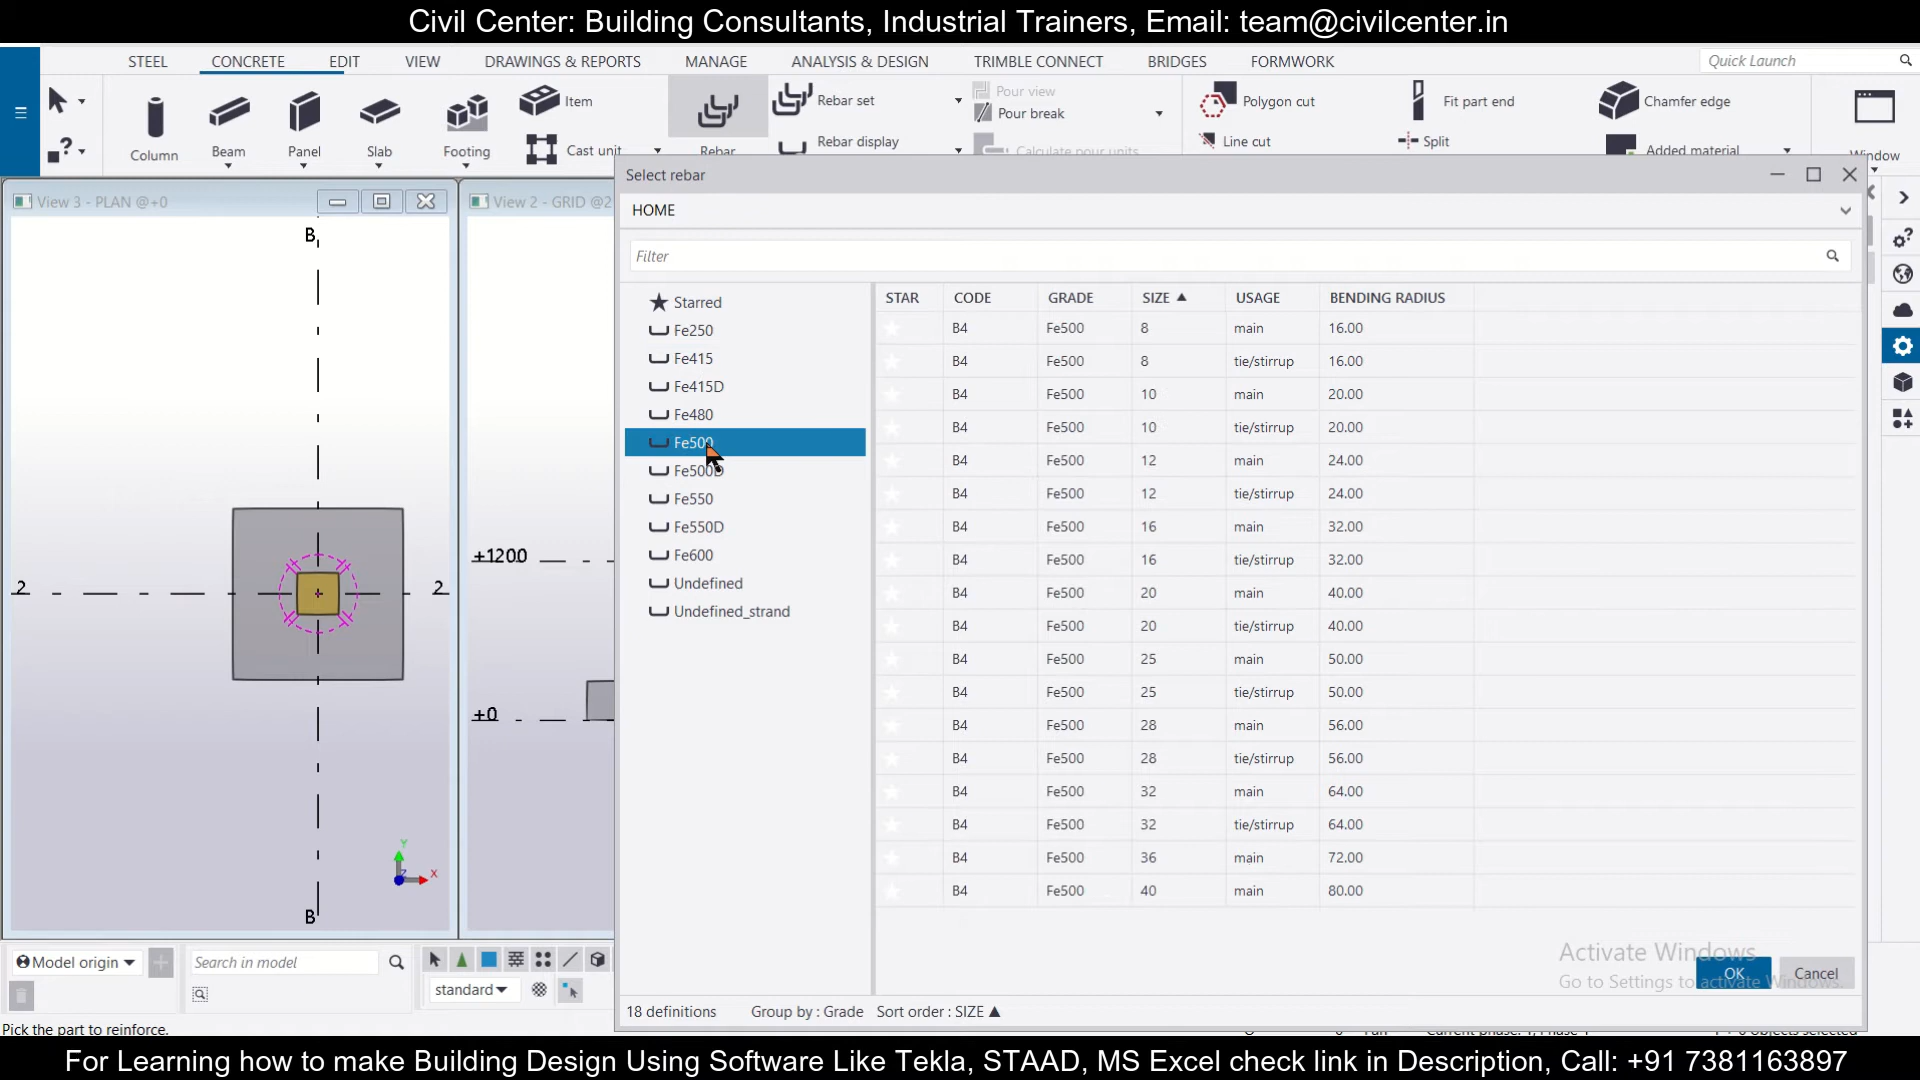 Civil Center: Building Consultants, Industrial Trainers, Email: team@civilcenter.in
STEEL CONCRETE EDIT VIEW DRAWINGS & REPORTS MANAGE ANALYSIS & DESIGN TRIMBLE CONNECT BRIDGES FORMWORK Quick Launch
Column Beam Panel Slab Footing Item Cast unit Rebar Rebar set Rebar display Pour view Pour break Calculate pour units Polygon cut Line cut Fit part end Split Chamfer edge Added material Window
View 3 - PLAN @+0
View 2 - GRID @2
B
2 2
B
Y
X
Z
+1200
+0
Select rebar
HOME
Filter
Starred
Fe250
Fe415
Fe415D
Fe480
Fe500
Fe500D
Fe550
Fe550D
Fe600
Undefined
Undefined_strand
STAR CODE GRADE SIZE ▲ USAGE BENDING RADIUS
B4 Fe500 8 main 16.00
B4 Fe500 8 tie/stirrup 16.00
B4 Fe500 10 main 20.00
B4 Fe500 10 tie/stirrup 20.00
B4 Fe500 12 main 24.00
B4 Fe500 12 tie/stirrup 24.00
B4 Fe500 16 main 32.00
B4 Fe500 16 tie/stirrup 32.00
B4 Fe500 20 main 40.00
B4 Fe500 20 tie/stirrup 40.00
B4 Fe500 25 main 50.00
B4 Fe500 25 tie/stirrup 50.00
B4 Fe500 28 main 56.00
B4 Fe500 28 tie/stirrup 56.00
B4 Fe500 32 main 64.00
B4 Fe500 32 tie/stirrup 64.00
B4 Fe500 36 main 72.00
B4 Fe500 40 main 80.00
Activate Windows
Go to Settings to activate Windows.
OK Cancel
18 definitions Group by : Grade Sort order : SIZE ▲
Model origin Search in model
standard
Pick the part to reinforce.
For Learning how to make Building Design Using Software Like Tekla, STAAD, MS Excel check link in Description, Call: +91 7381163897